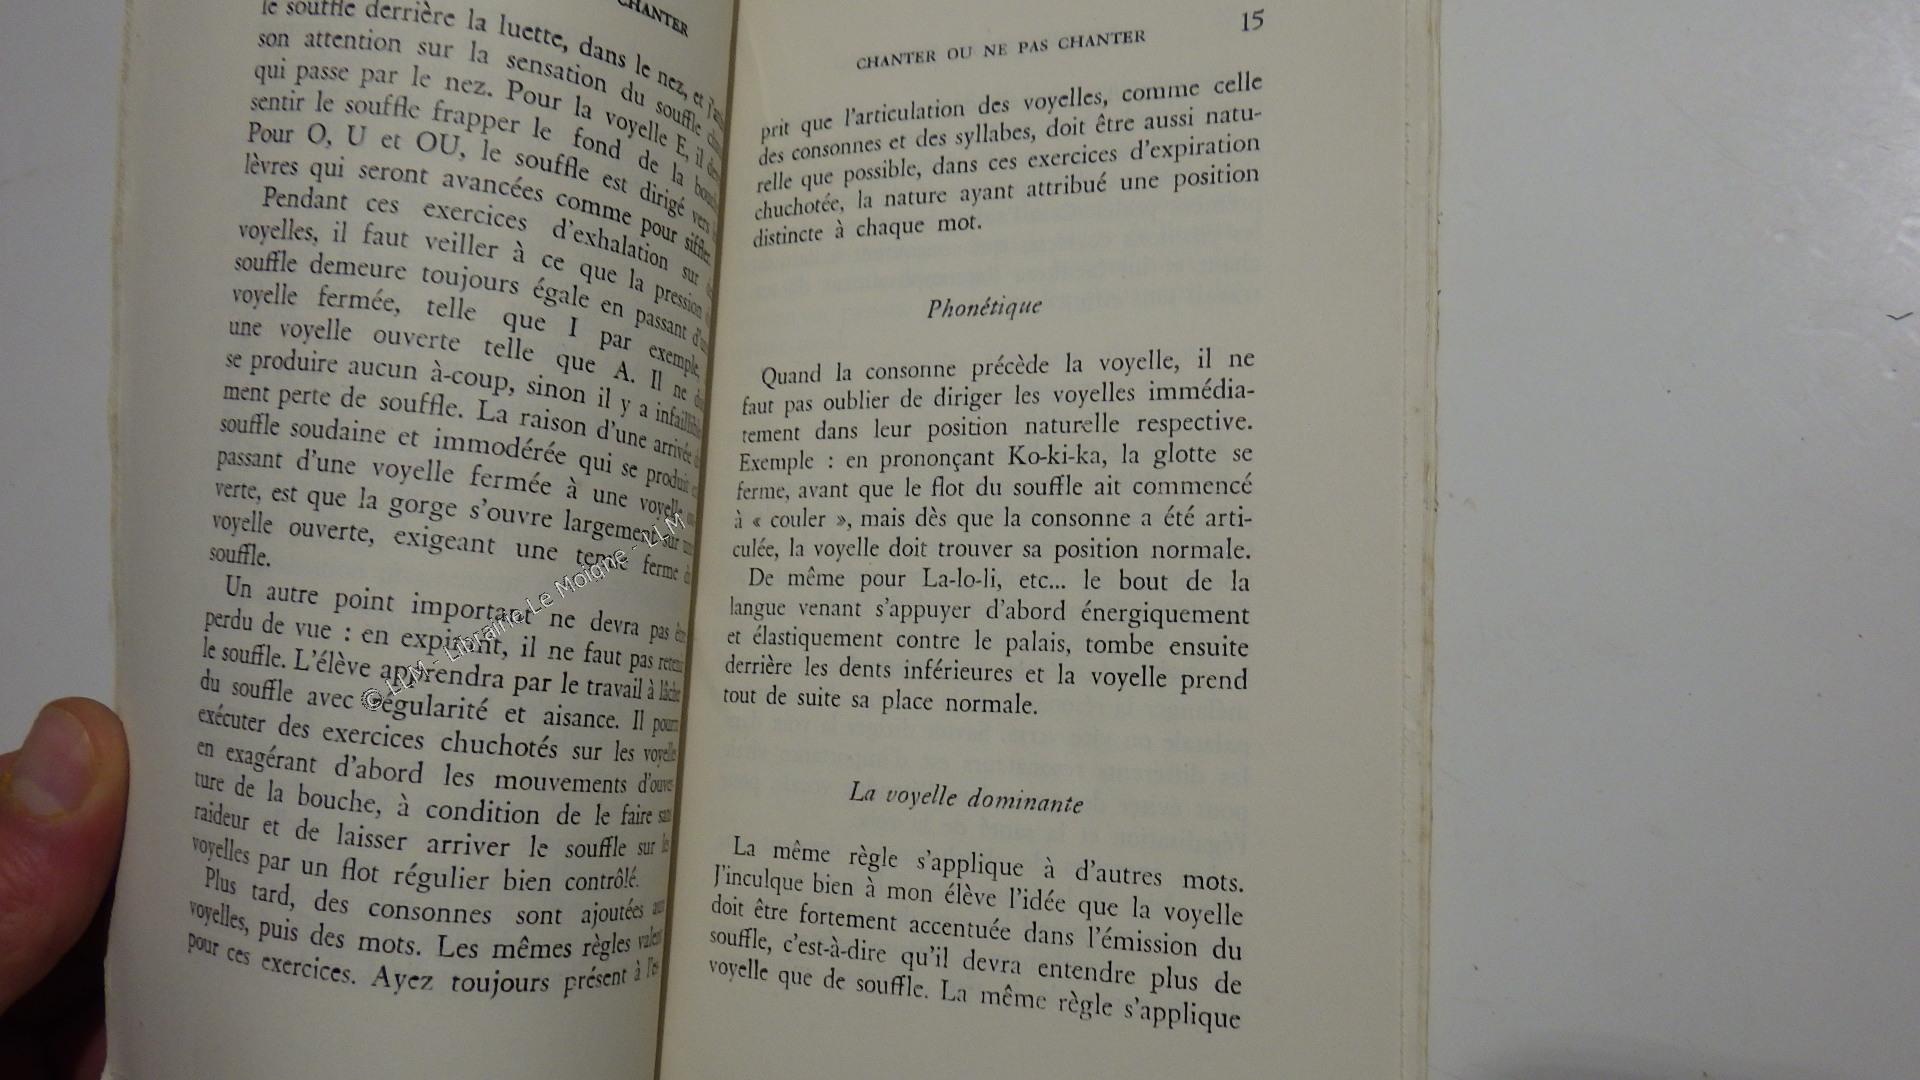 CHANTER
le souffle derrière la luette, dans le nez, et
son attention sur la sensation du souffle
qui passe par le nez. Pour la voyelle E, il
sentir le souffle frapper le fond de la
Pour O, U et OU, le souffle est dirigé vers
lèvres qui seront avancées comme pour siffler.
Pendant ces exercices d'exhalation sur
voyelles, il faut veiller à ce que la pression
souffle demeure toujours égale en passant
voyelle fermée, telle que I par exemple,
une voyelle ouverte telle que A. Il ne
se produire aucun à-coup, sinon il y a
ment perte de souffle. La raison d'une arrivée
souffle soudaine et immodérée qui se produit
passant d'une voyelle fermée à une voyelle
verte, est que la gorge s'ouvre largement sur
voyelle ouverte, exigeant une ferme
souffle.
Un autre point important ne devra pas
perdu de vue : en expirant, il ne faut pas
le souffle. L'élève apprendra par le travail à
du souffle avec régularité et aisance. Il
exécuter des exercices chuchotés sur les
en exagérant d'abord les mouvements
ture de la bouche, à condition de le faire
raideur et de laisser arriver le souffle sur
voyelles par un flot régulier bien contrôlé.
Plus tard, des consonnes sont ajoutées
voyelles, puis des mots. Les mêmes règles
pour ces exercices. Ayez toujours présent à
© LLM - Librairie Le Moigne - LLM
15
CHANTER OU NE PAS CHANTER
prit que l'articulation des voyelles, comme celle
des consonnes et des syllabes, doit être aussi natu-
relle que possible, dans ces exercices d'expiration
chuchotée, la nature ayant attribué une position
distincte à chaque mot.
Phonétique
Quand la consonne précède la voyelle, il ne
faut pas oublier de diriger les voyelles immédia-
tement dans leur position naturelle respective.
Exemple : en prononçant Ko-ki-ka, la glotte se
ferme, avant que le flot du souffle ait commencé
à « couler », mais dès que la consonne a été arti-
culée, la voyelle doit trouver sa position normale.
De même pour La-lo-li, etc... le bout de la
langue venant s'appuyer d'abord énergiquement
et élastiquement contre le palais, tombe ensuite
derrière les dents inférieures et la voyelle prend
tout de suite sa place normale.
La voyelle dominante
La même règle s'applique à d'autres mots.
J'inculque bien à mon élève l'idée que la voyelle
doit être fortement accentuée dans l'émission du
souffle, c'est-à-dire qu'il devra entendre plus de
voyelle que de souffle. La même règle s'applique